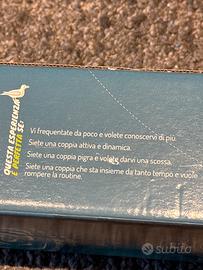 QUESTA ESPERIENZA
È PERFETTA SE:
Vi frequentate da poco e volete conoscervi di più.
Siete una coppia attiva e dinamica.
Siete una coppia pigra e volete darvi una scossa.
Siete una coppia che sta insieme da tanto tempo e vuole
rompere la routine.
subito